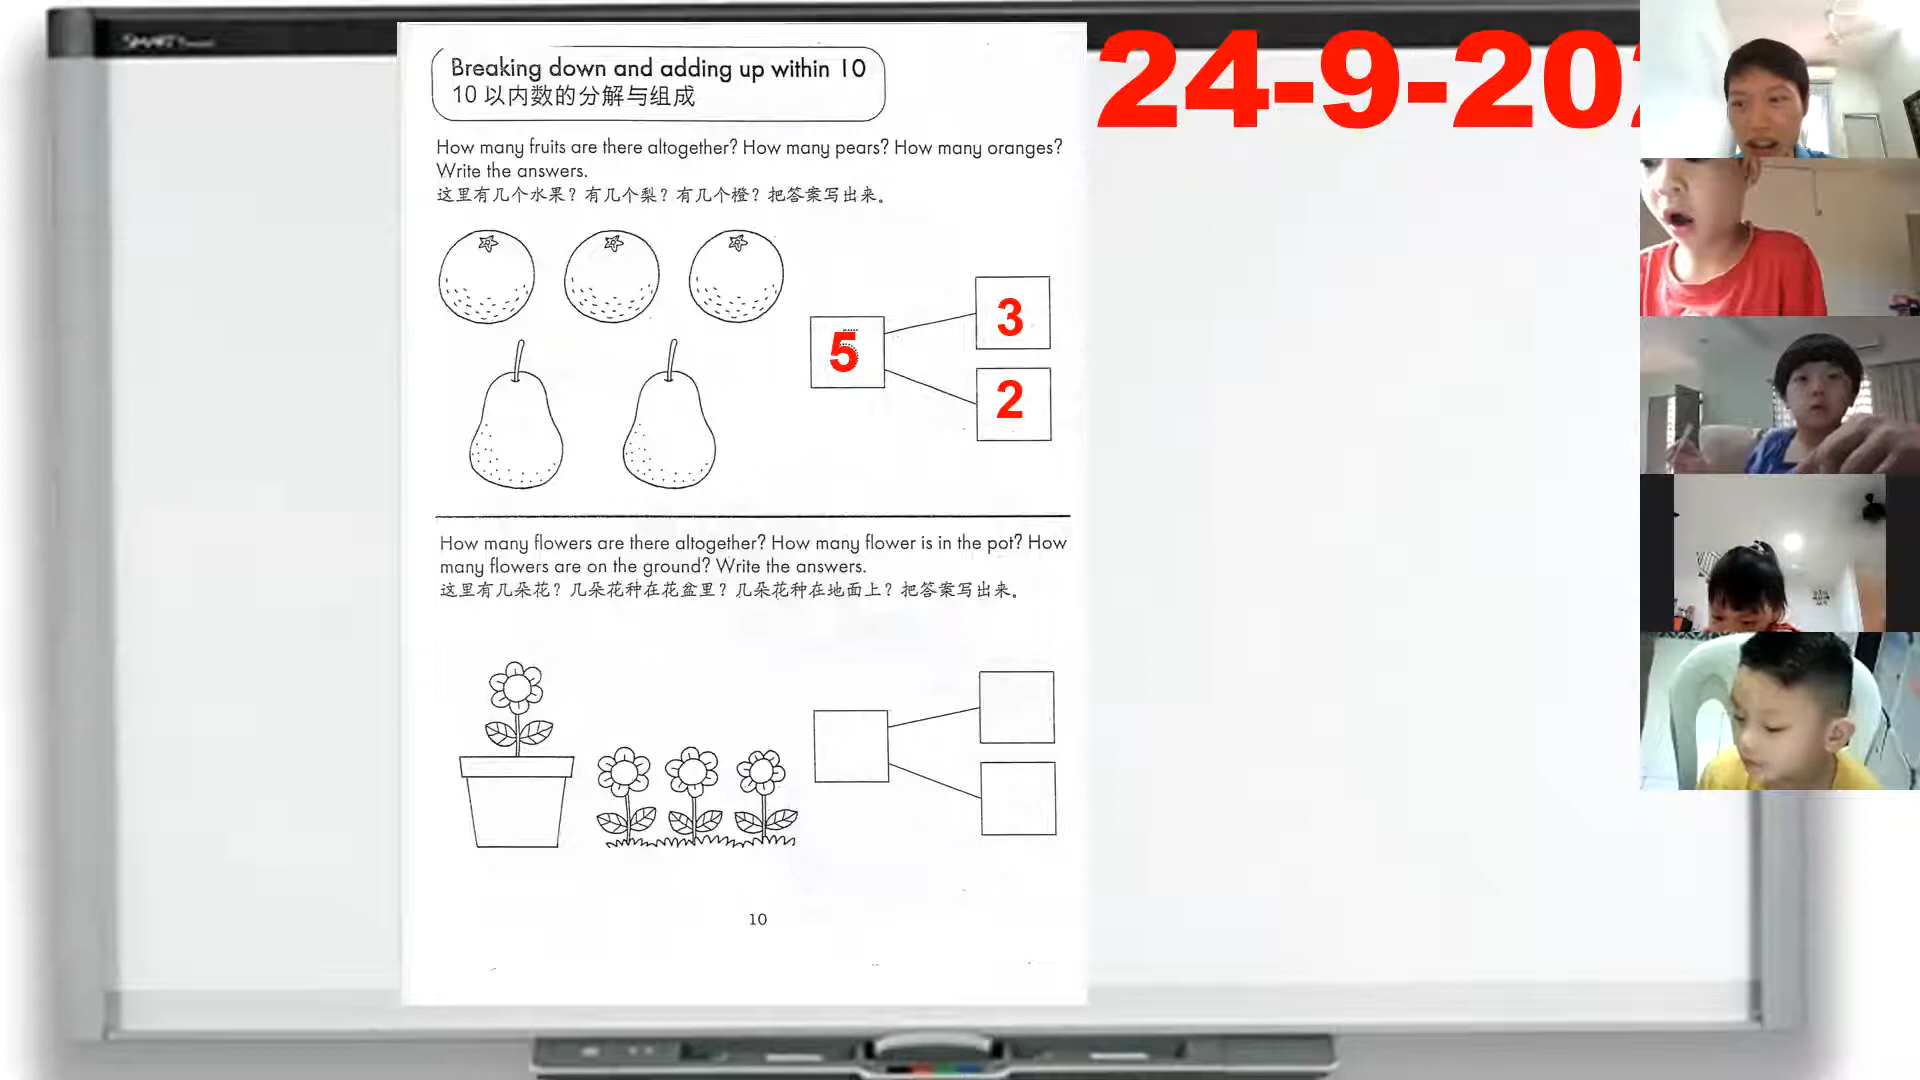 SMART
24-9-202
Breaking down and adding up within 10
10 以内数的分解与组成
How many fruits are there altogether? How many pears? How many oranges?
Write the answers.
这里有几个水果？有几个梨？有几个橙？把答案写出来。
3
5
2
How many flowers are there altogether? How many flower is in the pot? How
many flowers are on the ground? Write the answers.
这里有几朵花？几朵花种在花盆里？几朵花种在地面上？把答案写出来。
10